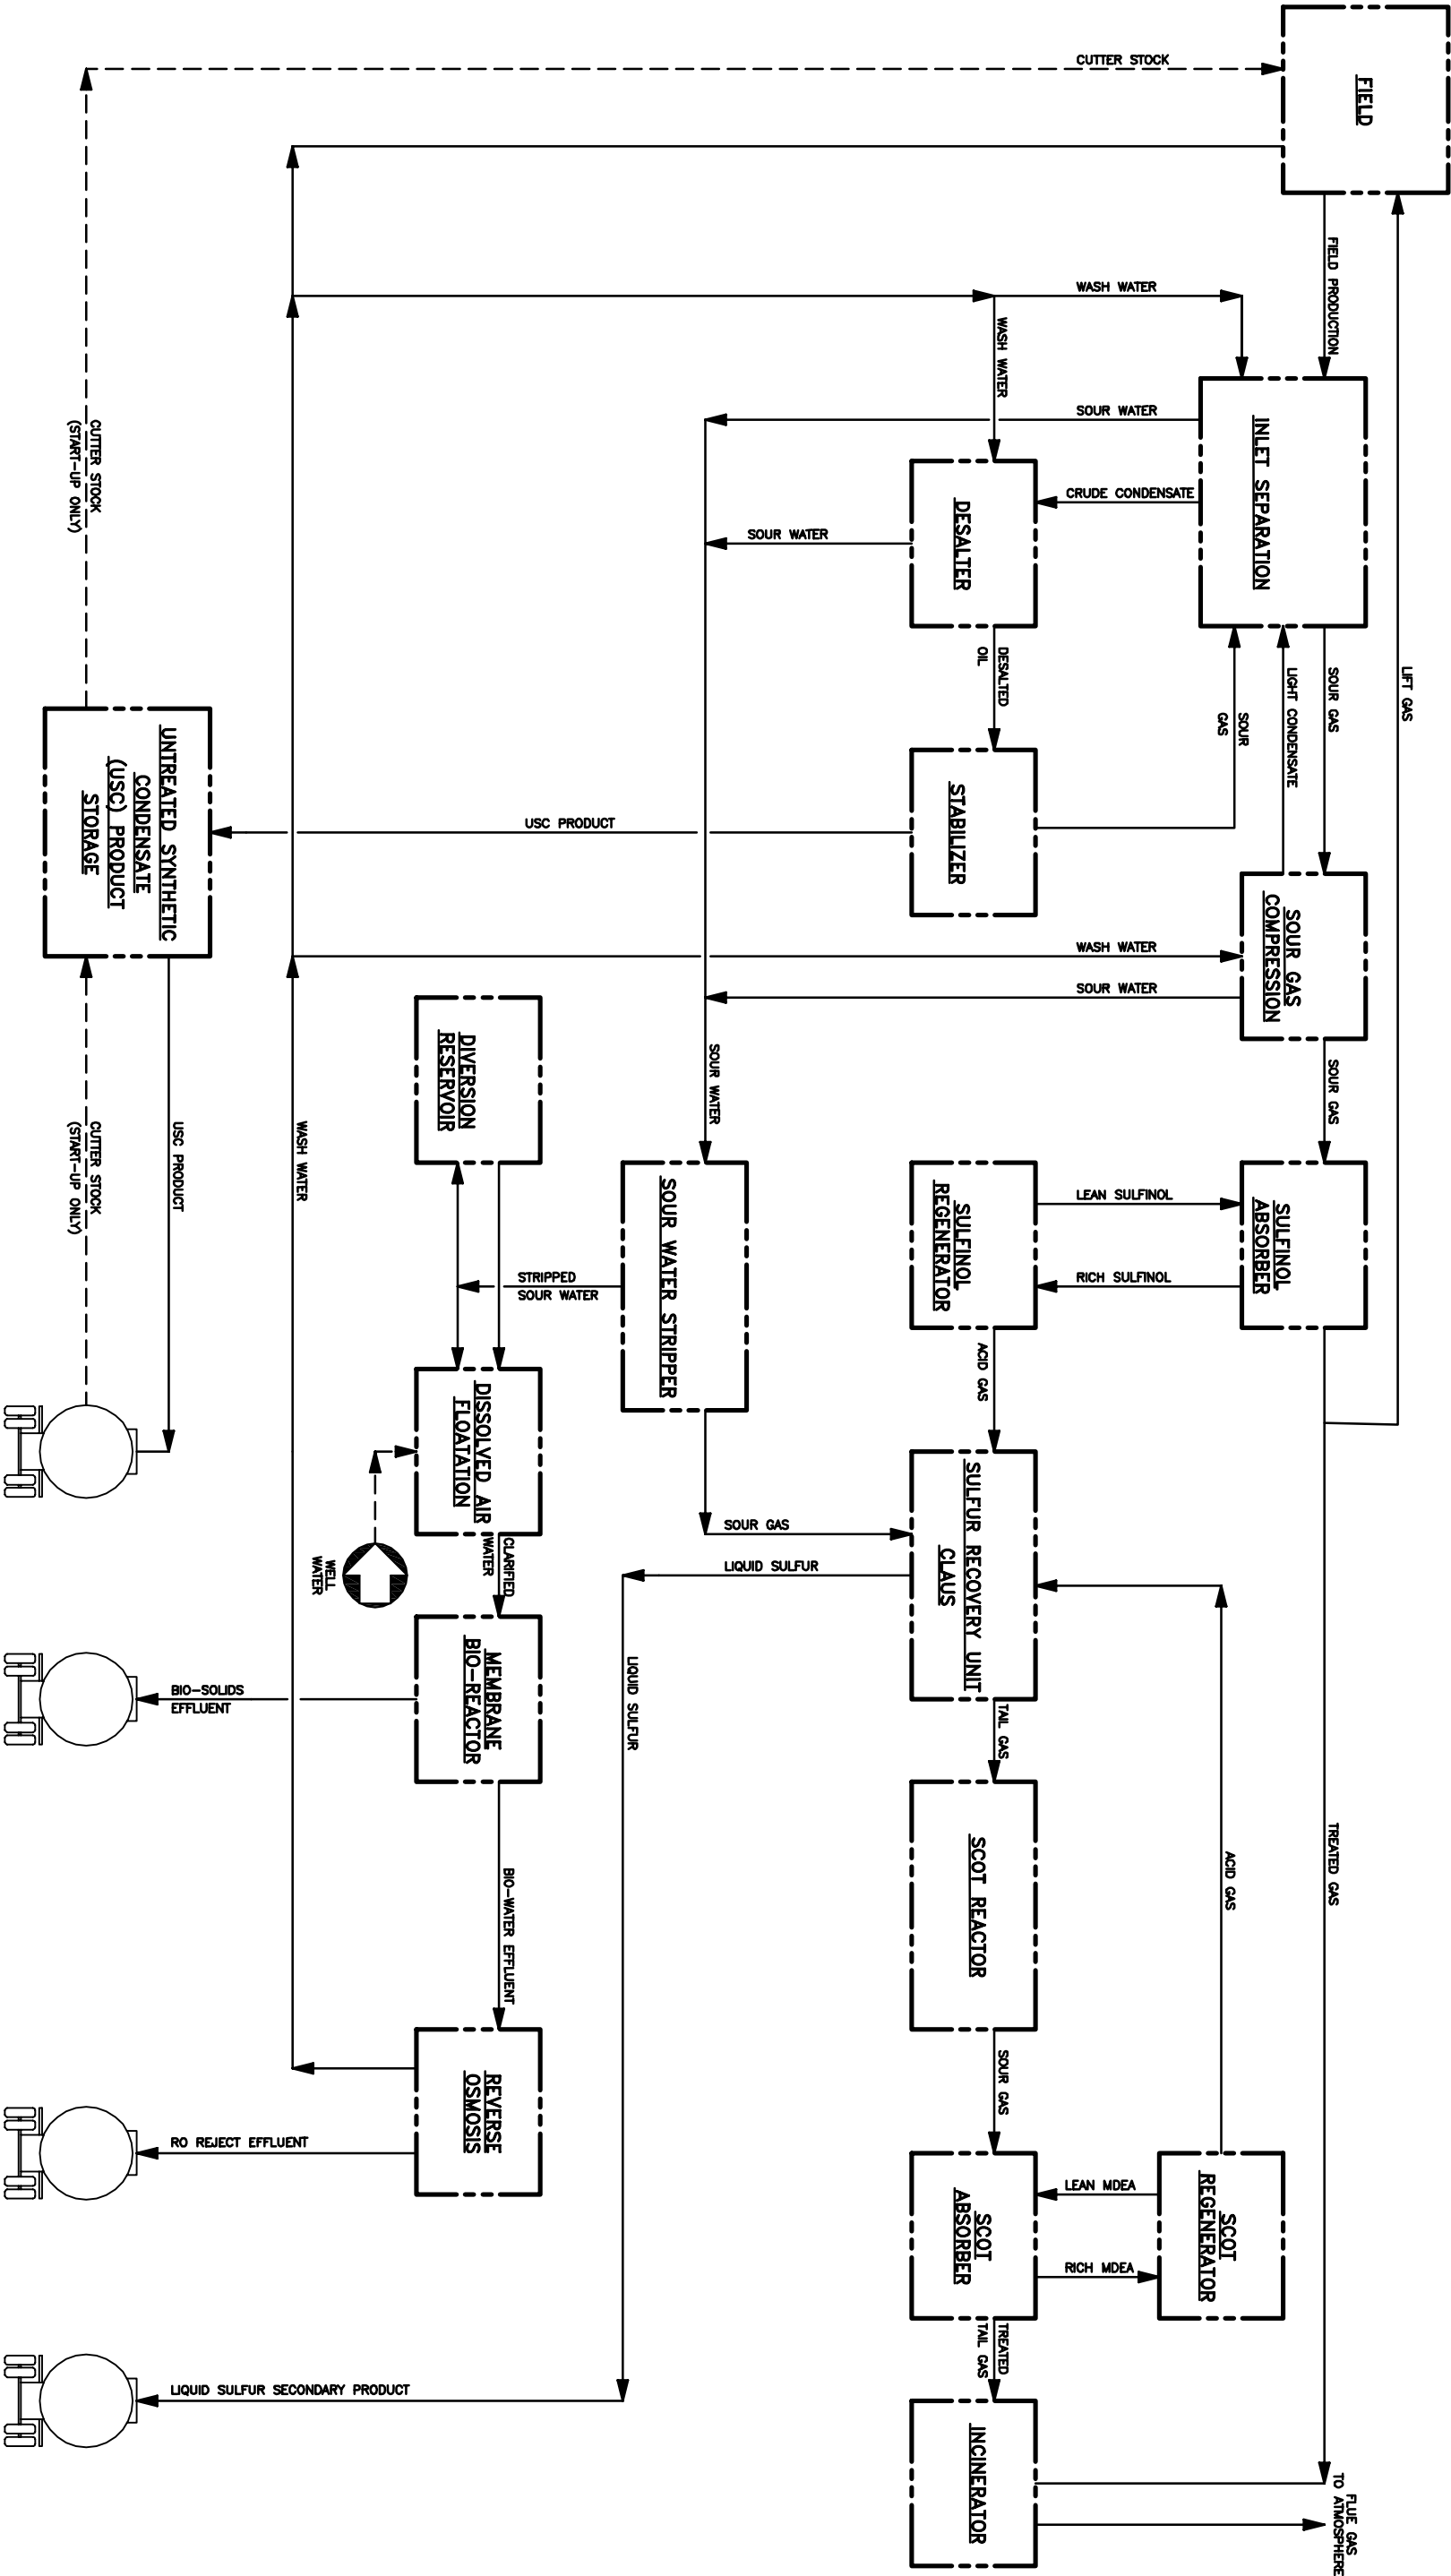 FIELD
LIFT GAS
FIELD PRODUCTION
INLET SEPARATION
SOUR GAS
LIGHT CONDENSATE
SOUR
GAS
SOUR GAS
COMPRESSION
SOUR GAS
SULFINOL
ABSORBER
TREATED GAS
FLUE GAS
TO ATMOSPHERE
CUTTER STOCK
WASH WATER
SOUR WATER
CRUDE CONDENSATE
WASH WATER
SOUR WATER
LEAN SULFINOL
RICH SULFINOL
ACID GAS
SCOT
REGENERATOR
LEAN MDEA
RICH MDEA
WASH WATER
DESALTER
DESALTED
OIL
STABILIZER
SULFINOL
REGENERATOR
ACID GAS
SULFUR RECOVERY UNIT
CLAUS
TAIL GAS
SCOT REACTOR
SOUR GAS
SCOT
ABSORBER
TREATED
TAIL GAS
INCINERATOR
SOUR WATER
USC PRODUCT
SOUR WATER
SOUR GAS
LIQUID SULFUR
SOUR WATER STRIPPER
LIQUID SULFUR
STRIPPED
SOUR WATER
DIVERSION
RESERVOIR
DISSOLVED AIR
FLOATATION
CLARIFIED
WATER
MEMBRANE
BIO-REACTOR
BIO-WATER EFFLUENT
REVERSE
OSMOSIS
WELL
WATER
WASH WATER
UNTREATED SYNTHETIC
CONDENSATE
(USC) PRODUCT
STORAGE
USC PRODUCT
CUTTER STOCK
(START-UP ONLY)
CUTTER STOCK
(START-UP ONLY)
BIO-SOLIDS
EFFLUENT
RO REJECT EFFLUENT
LIQUID SULFUR SECONDARY PRODUCT